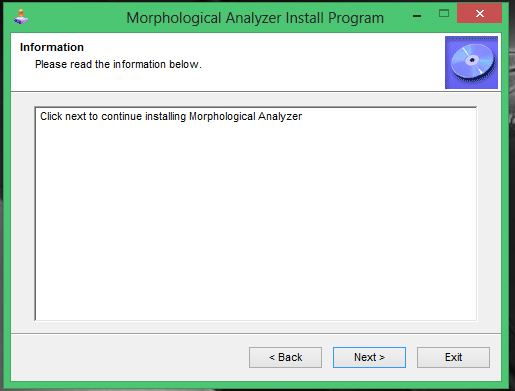 Morphological Analyzer Install Program
Information
Please read the information below.
Click next to continue installing Morphological Analyzer
< Back
Next >
Exit